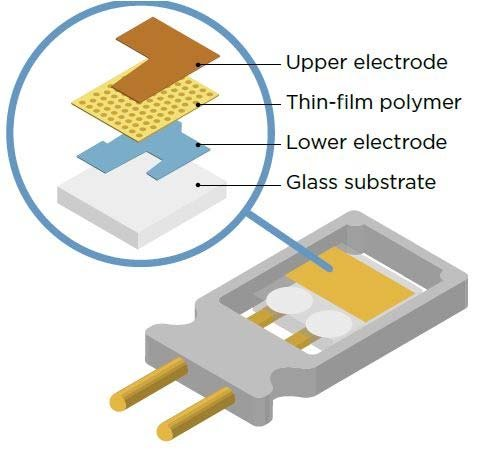 Upper electrode
Thin-film polymer
Lower electrode
Glass substrate